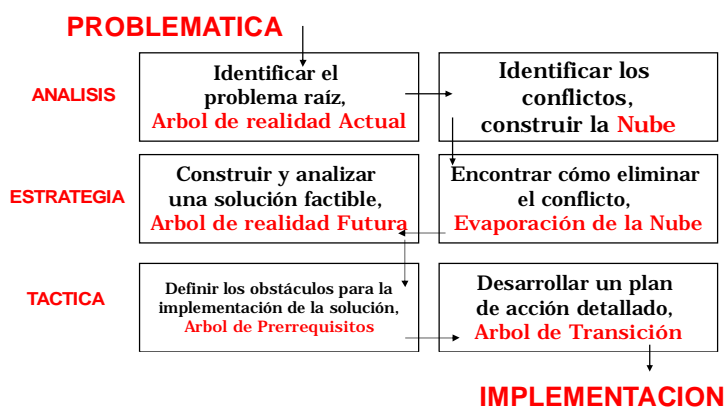 PROBLEMATICA
ANALISIS
Identificar el
problema raíz,
Arbol de realidad Actual
Identificar los
conflictos,
construir la Nube
ESTRATEGIA
Construir y analizar
una solución factible,
Arbol de realidad Futura
Encontrar cómo eliminar
el conflicto,
Evaporación de la Nube
TACTICA
Definir los obstáculos para la
implementación de la solución,
Arbol de Prerrequisitos
Desarrollar un plan
de acción detallado,
Arbol de Transición
IMPLEMENTACION